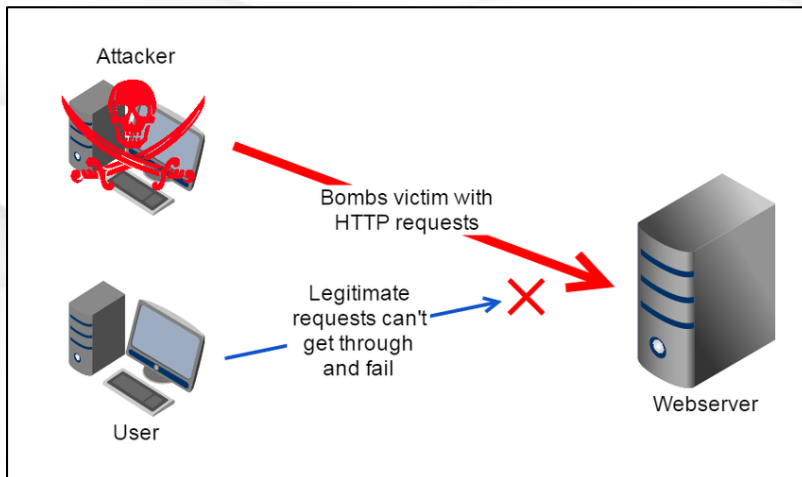 Attacker
Bombs victim with
HTTP requests
Legitimate
requests can't
get through
and fail
User
Webserver